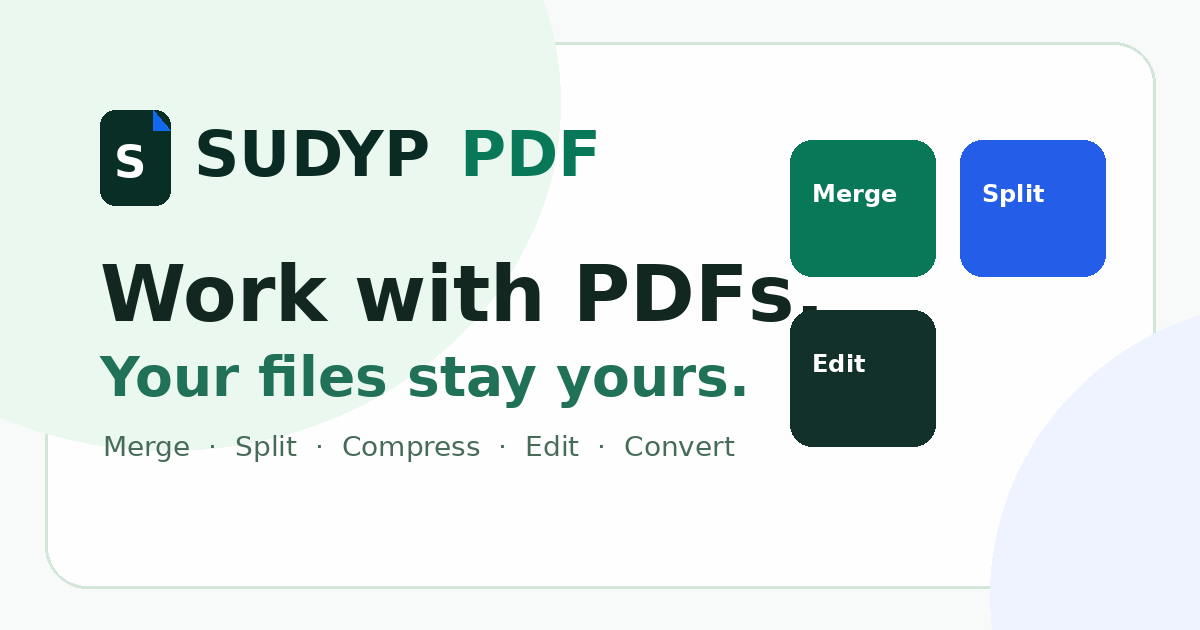 S
SUDYP PDF
Work with PDFs.
Your files stay yours.
Merge · Split · Compress · Edit · Convert
Merge
Split
Edit